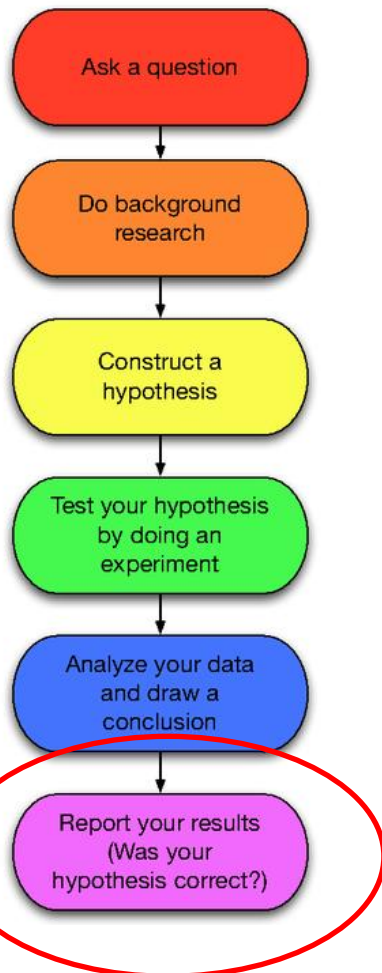 Ask a question
Do background
research
Construct a
hypothesis
Test your hypothesis
by doing an
experiment
Analyze your data
and draw a
conclusion
Report your results
(Was your
hypothesis correct?)